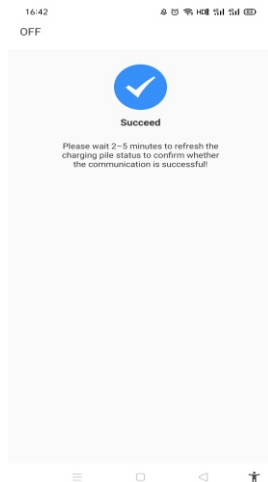 16:42
OFF
Succeed
Please wait 2~5 minutes to refresh the
charging pile status to confirm whether
the communication is successful!